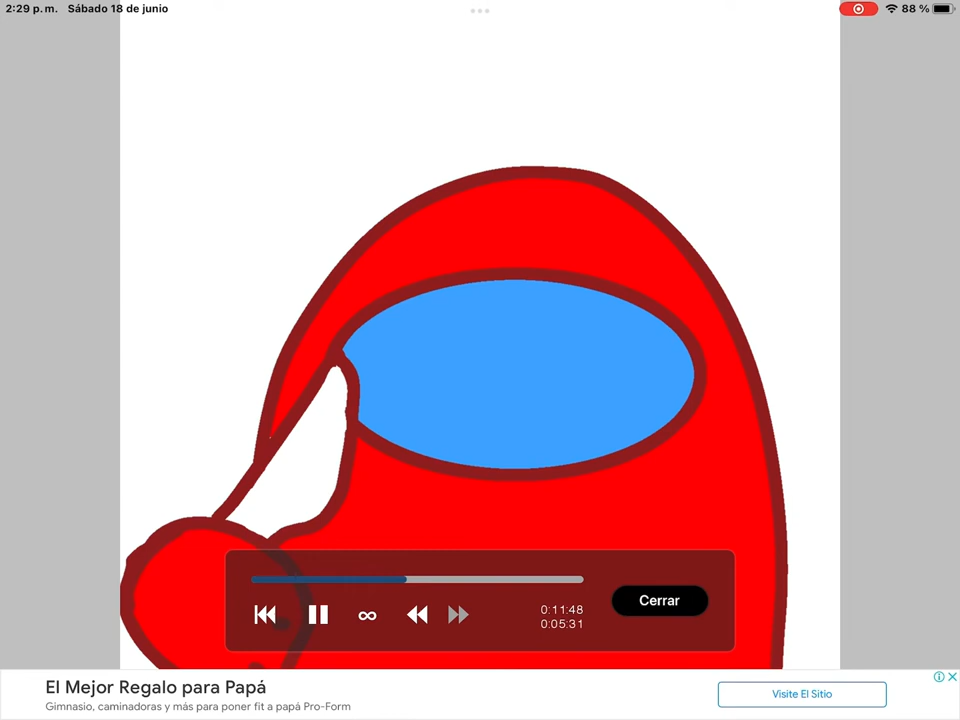 2:29 p. m. Sábado 18 de junio
88 %
0:11:48
0:05:31
Cerrar
El Mejor Regalo para Papá
Gimnasio, caminadoras y más para poner fit a papá Pro-Form
Visite El Sitio